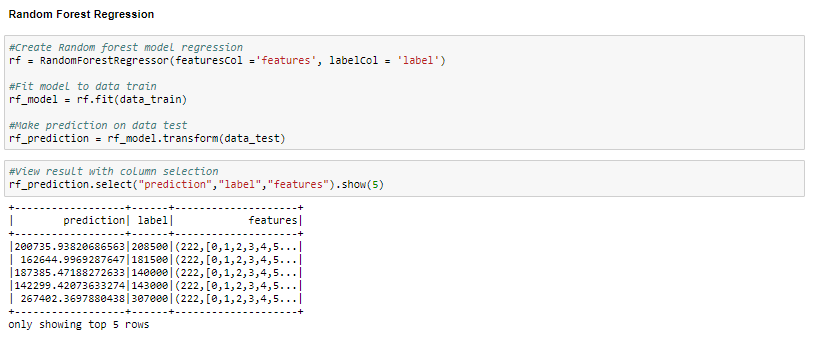 Random Forest Regression
#Create Random forest model regression
rf = RandomForestRegressor(featuresCol ='features', labelCol = 'label')
#Fit model to data train
rf_model = rf.fit(data_train)
#Make prediction on data test
rf_prediction = rf_model.transform(data_test)
#View result with column selection
rf_prediction.select("prediction","label","features").show(5)
+------------------+------+--------------------+
|        prediction| label|            features|
+------------------+------+--------------------+
|200735.93820686563|208500|(222,[0,1,2,3,4,5...|
| 162644.9969287647|181500|(222,[0,1,2,3,4,5...|
|187385.47188272633|140000|(222,[0,1,2,3,4,5...|
|142299.42073633274|143000|(222,[0,1,2,3,4,5...|
| 267402.3697880438|307000|(222,[0,1,2,3,4,5...|
+------------------+------+--------------------+
only showing top 5 rows